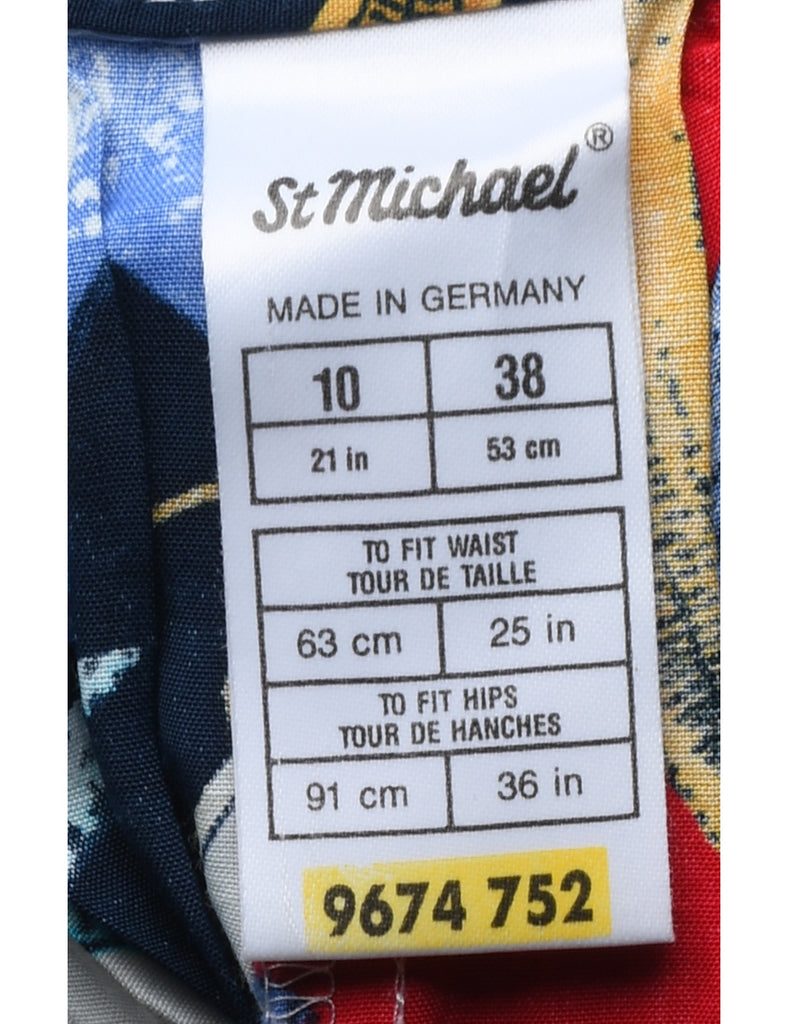 St Michael®
MADE IN GERMANY
10 38
21 in 53 cm
TO FIT WAIST
TOUR DE TAILLE
63 cm 25 in
TO FIT HIPS
TOUR DE HANCHES
91 cm 36 in
9674 752